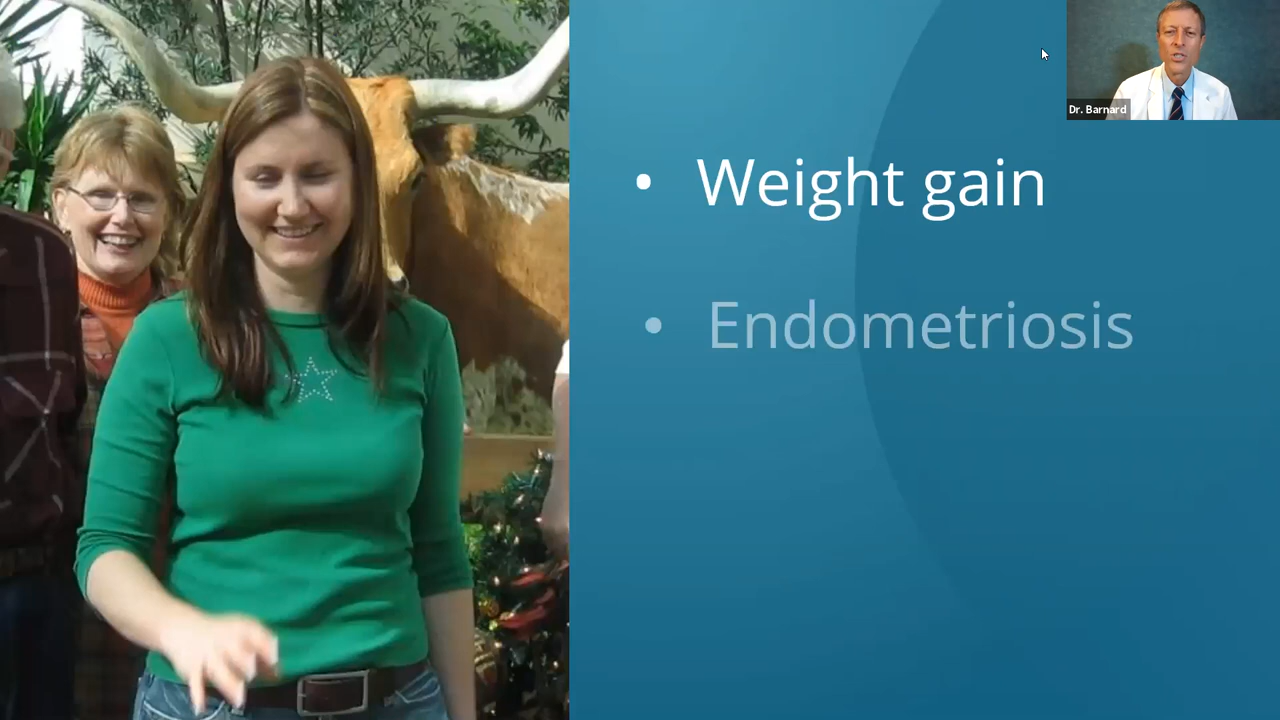 Dr. Barnard
• Weight gain
• Endometriosis